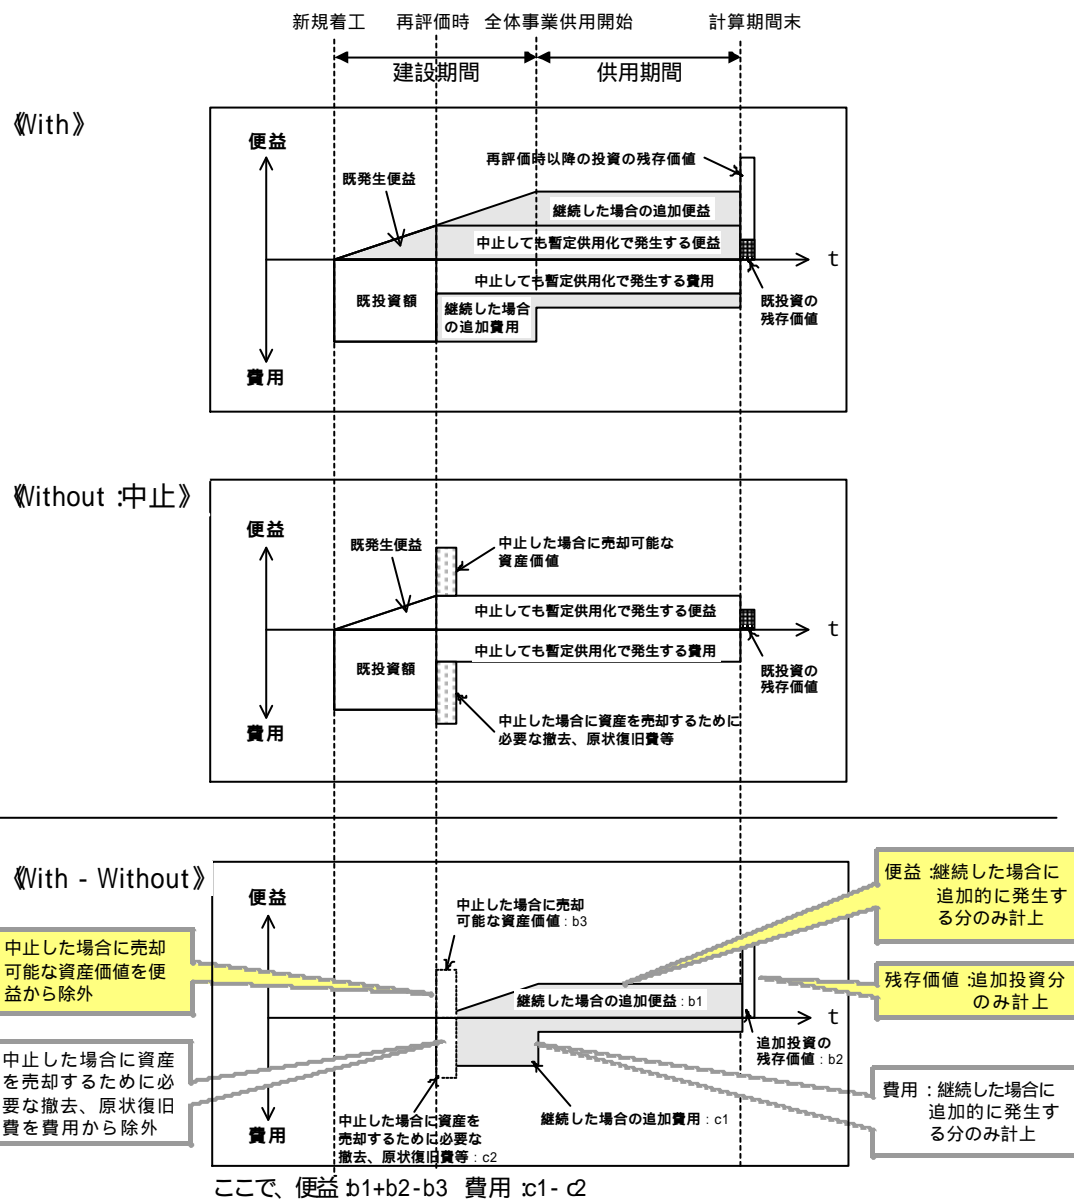 新規着工 再評価時 全体事業供用開始 計算期間末
建設期間 供用期間
《With》
便益
再評価時以降の投資の残存価値
既発生便益
継続した場合の追加便益
中止しても暫定供用化で発生する便益
t
中止しても暫定供用化で発生する費用
既投資額
継続した場合
の追加費用
既投資の
残存価値
費用
《Without :中止》
便益
中止した場合に売却可能な
資産価値
既発生便益
中止しても暫定供用化で発生する便益
t
中止しても暫定供用化で発生する費用
既投資額
既投資の
残存価値
中止した場合に資産を売却するために
必要な撤去、原状復旧費等
費用
《With - Without》
便益
中止した場合に売却
可能な資産価値 : b3
便益 :継続した場合に
追加的に発生す
る分のみ計上
中止した場合に売却
可能な資産価値を便
益から除外
残存価値 :追加投資分
のみ計上
継続した場合の追加便益 : b1
t
追加投資の
残存価値 : b2
中止した場合に資産
を売却するために必
要な撤去、原状復旧
費を費用から除外
費用 : 継続した場合に
追加的に発生す
る分のみ計上
継続した場合の追加費用 : c1
中止した場合に資産を
売却するために必要な
撤去、原状復旧費等 : c2
費用
ここで、便益 :b1+b2-b3 費用 :c1- c2